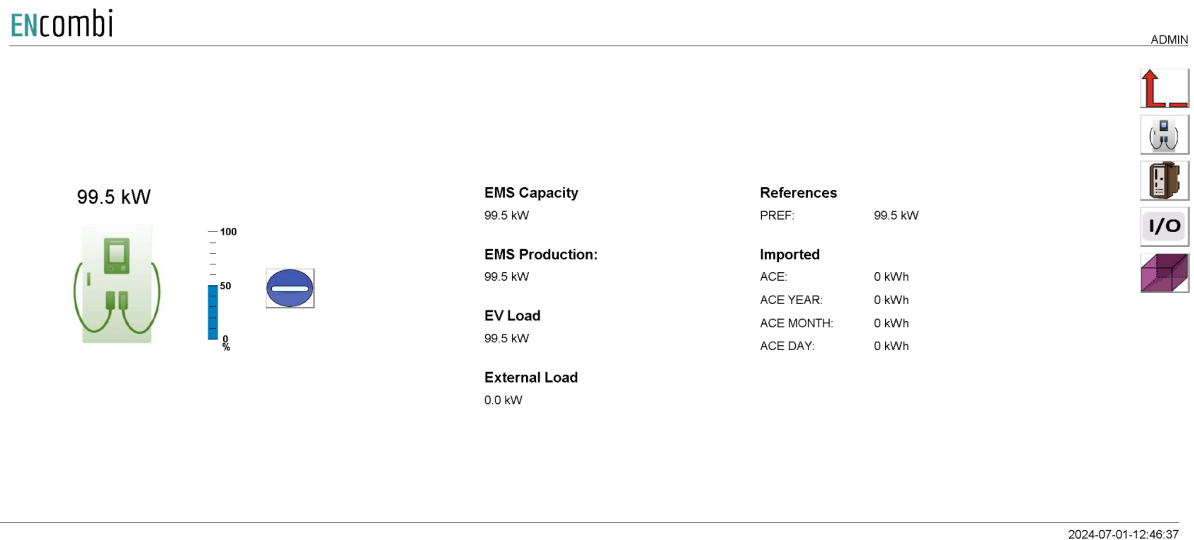 ENcombi
ADMIN
99.5 kW
100
50
0
%
EMS Capacity
99.5 kW
EMS Production:
99.5 kW
EV Load
99.5 kW
External Load
0.0 kW
References
PREF: 99.5 kW
Imported
ACE: 0 kWh
ACE YEAR: 0 kWh
ACE MONTH: 0 kWh
ACE DAY: 0 kWh
I/O
2024-07-01-12:46:37